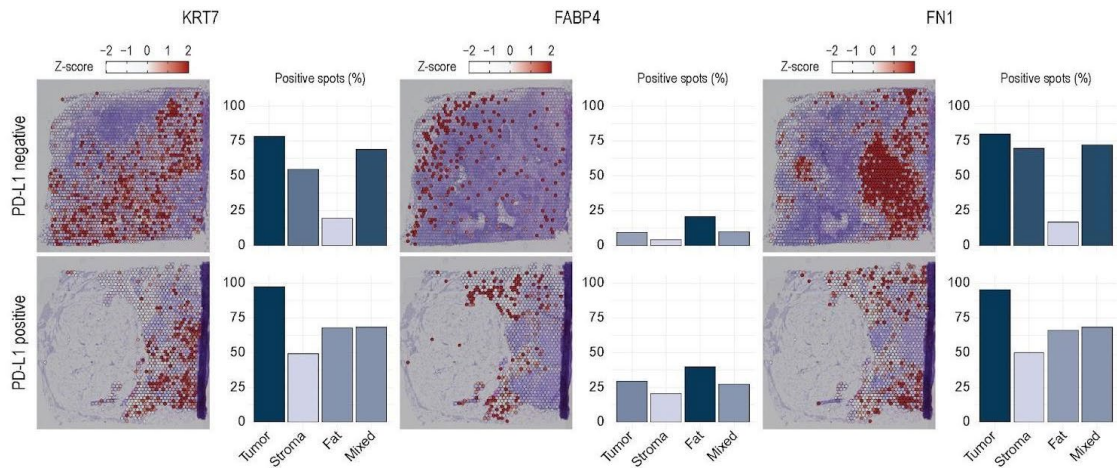 KRT7 FABP4 FN1
−2 −1 0 1 2 −2 −1 0 1 2 −2 −1 0 1 2
Z-score Positive spots (%) Z-score Positive spots (%) Z-score Positive spots (%)
PD-L1 negative
100 100 100
75 75 75
50 50 50
25 25 25
0 0 0
PD-L1 positive
100 100 100
75 75 75
50 50 50
25 25 25
0 0 0
Tumor Stroma Fat Mixed Tumor Stroma Fat Mixed Tumor Stroma Fat Mixed